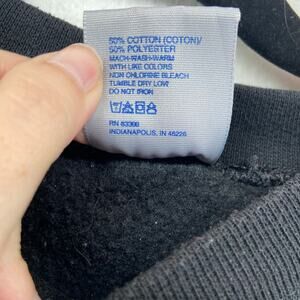 50% COTTON (COTON)/
50% POLYESTER
MACH-WASH-WARM
WITH LIKE COLORS
NON CHLORINE BLEACH
TUMBLE DRY LOW
DO NOT IRON
RN 63398
INDIANAPOLIS, IN 46226